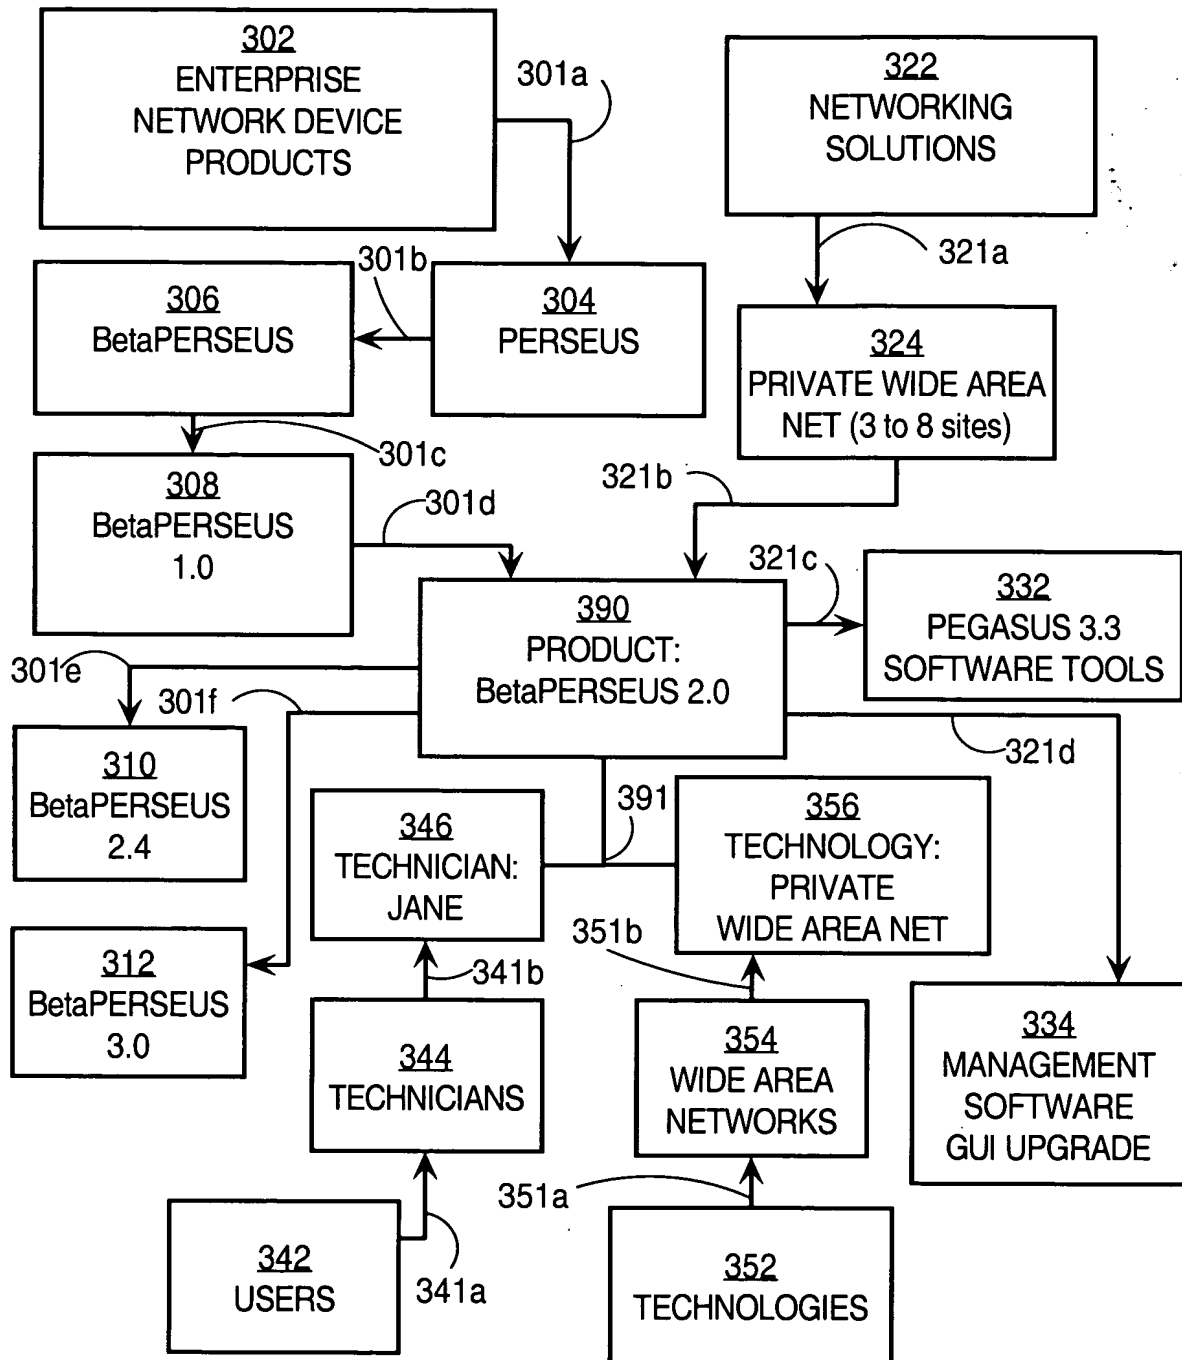 302
ENTERPRISE
NETWORK DEVICE
PRODUCTS
301a
322
NETWORKING
SOLUTIONS
321a
301b
306
BetaPERSEUS
304
PERSEUS
324
PRIVATE WIDE AREA
NET (3 to 8 sites)
301c
308
BetaPERSEUS
1.0
301d
321b
321c
390
PRODUCT:
BetaPERSEUS 2.0
332
PEGASUS 3.3
SOFTWARE TOOLS
301e
301f
321d
310
BetaPERSEUS
2.4
346
TECHNICIAN:
JANE
391
356
TECHNOLOGY:
PRIVATE
WIDE AREA NET
312
BetaPERSEUS
3.0
341b
351b
344
TECHNICIANS
354
WIDE AREA
NETWORKS
334
MANAGEMENT
SOFTWARE
GUI UPGRADE
342
USERS
341a
351a
352
TECHNOLOGIES